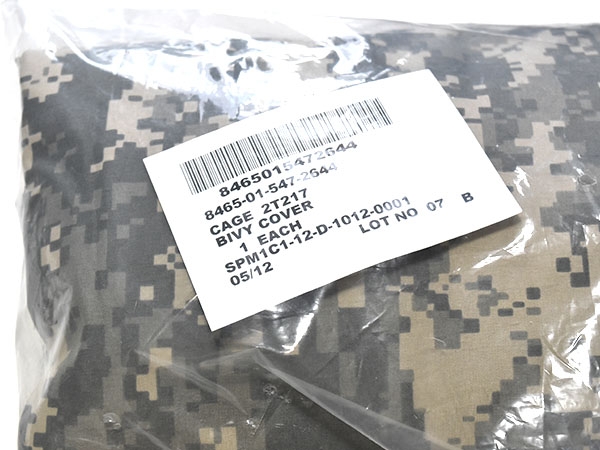 8465015472644
8465-01-547-2644
CAGE 2T217
BIVY COVER
1 EACH
SPM1C1-12-D-1012-0001
05/12 LOT NO 07 B